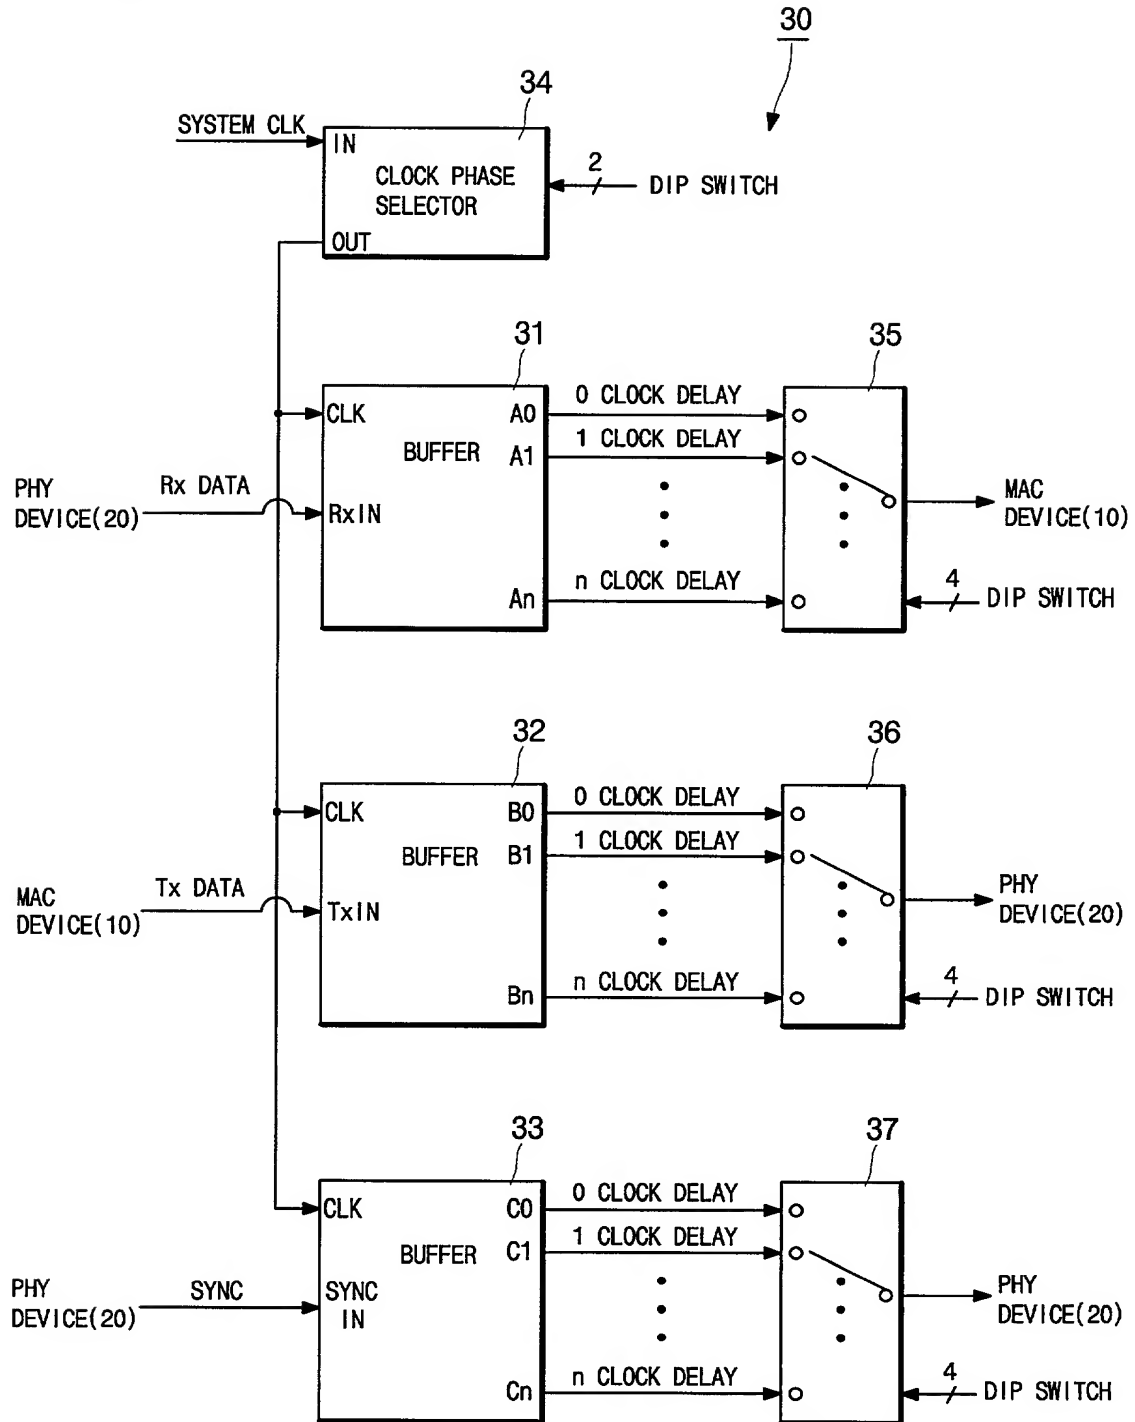 30
34
SYSTEM CLK
IN
CLOCK PHASE
SELECTOR
OUT
2
DIP SWITCH
31
35
CLK
BUFFER
A0
0 CLOCK DELAY
A1
1 CLOCK DELAY
PHY
DEVICE(20)
Rx DATA
RxIN
MAC
DEVICE(10)
An
n CLOCK DELAY
4
DIP SWITCH
32
36
CLK
BUFFER
B0
0 CLOCK DELAY
B1
1 CLOCK DELAY
MAC
DEVICE(10)
Tx DATA
TxIN
PHY
DEVICE(20)
Bn
n CLOCK DELAY
4
DIP SWITCH
33
37
CLK
BUFFER
C0
0 CLOCK DELAY
C1
1 CLOCK DELAY
PHY
DEVICE(20)
SYNC
SYNC
IN
PHY
DEVICE(20)
Cn
n CLOCK DELAY
4
DIP SWITCH